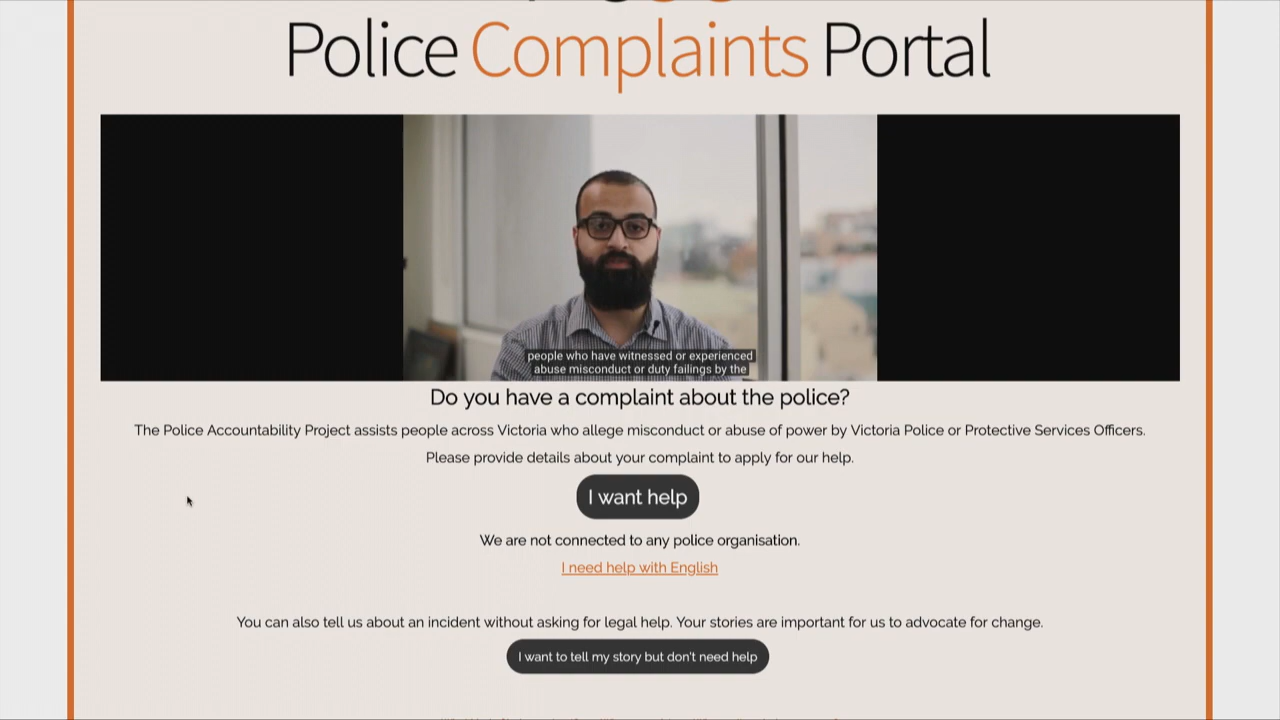 Police Complaints Portal
people who have witnessed or experienced
abuse misconduct or duty failings by the
Do you have a complaint about the police?
The Police Accountability Project assists people across Victoria who allege misconduct or abuse of power by Victoria Police or Protective Services Officers.
Please provide details about your complaint to apply for our help.
I want help
We are not connected to any police organisation.
I need help with English
You can also tell us about an incident without asking for legal help. Your stories are important for us to advocate for change.
I want to tell my story but don't need help